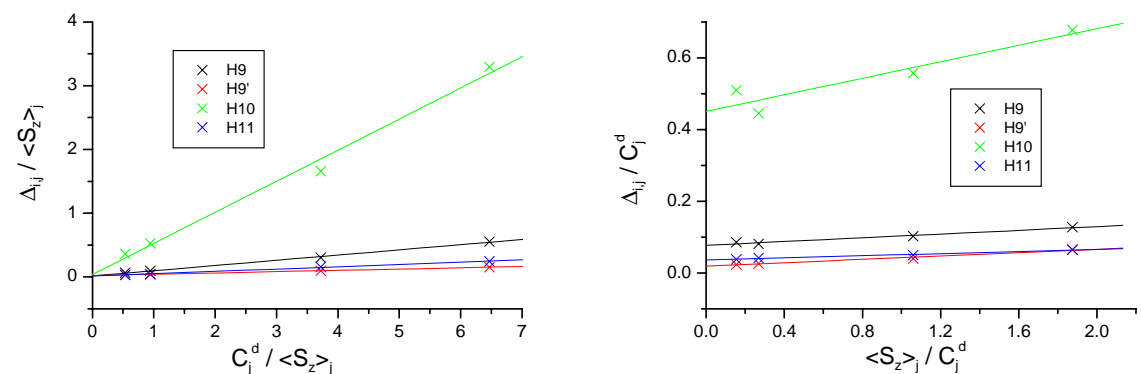 4
3
2
1
0
Δi,j / <Sz>j
H9
H9'
H10
H11
0 1 2 3 4 5 6 7
Cjd / <Sz>j
0.6
0.4
0.2
0.0
Δi,j / Cjd
H9
H9'
H10
H11
0.0 0.4 0.8 1.2 1.6 2.0
<Sz>j / Cjd